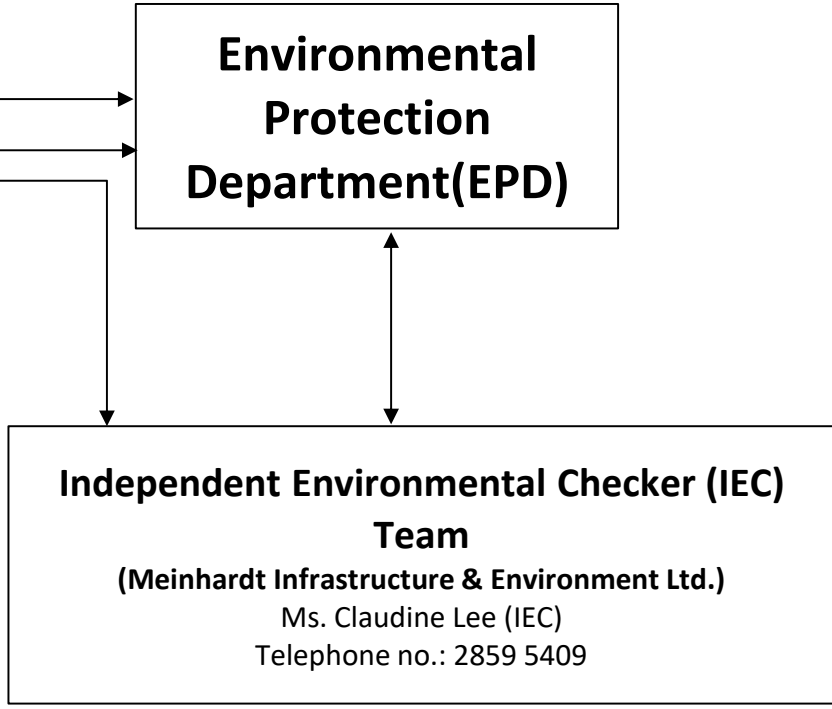 Environmental
Protection
Department(EPD)
Independent Environmental Checker (IEC)
Team
(Meinhardt Infrastructure & Environment Ltd.)
Ms. Claudine Lee (IEC)
Telephone no.: 2859 5409